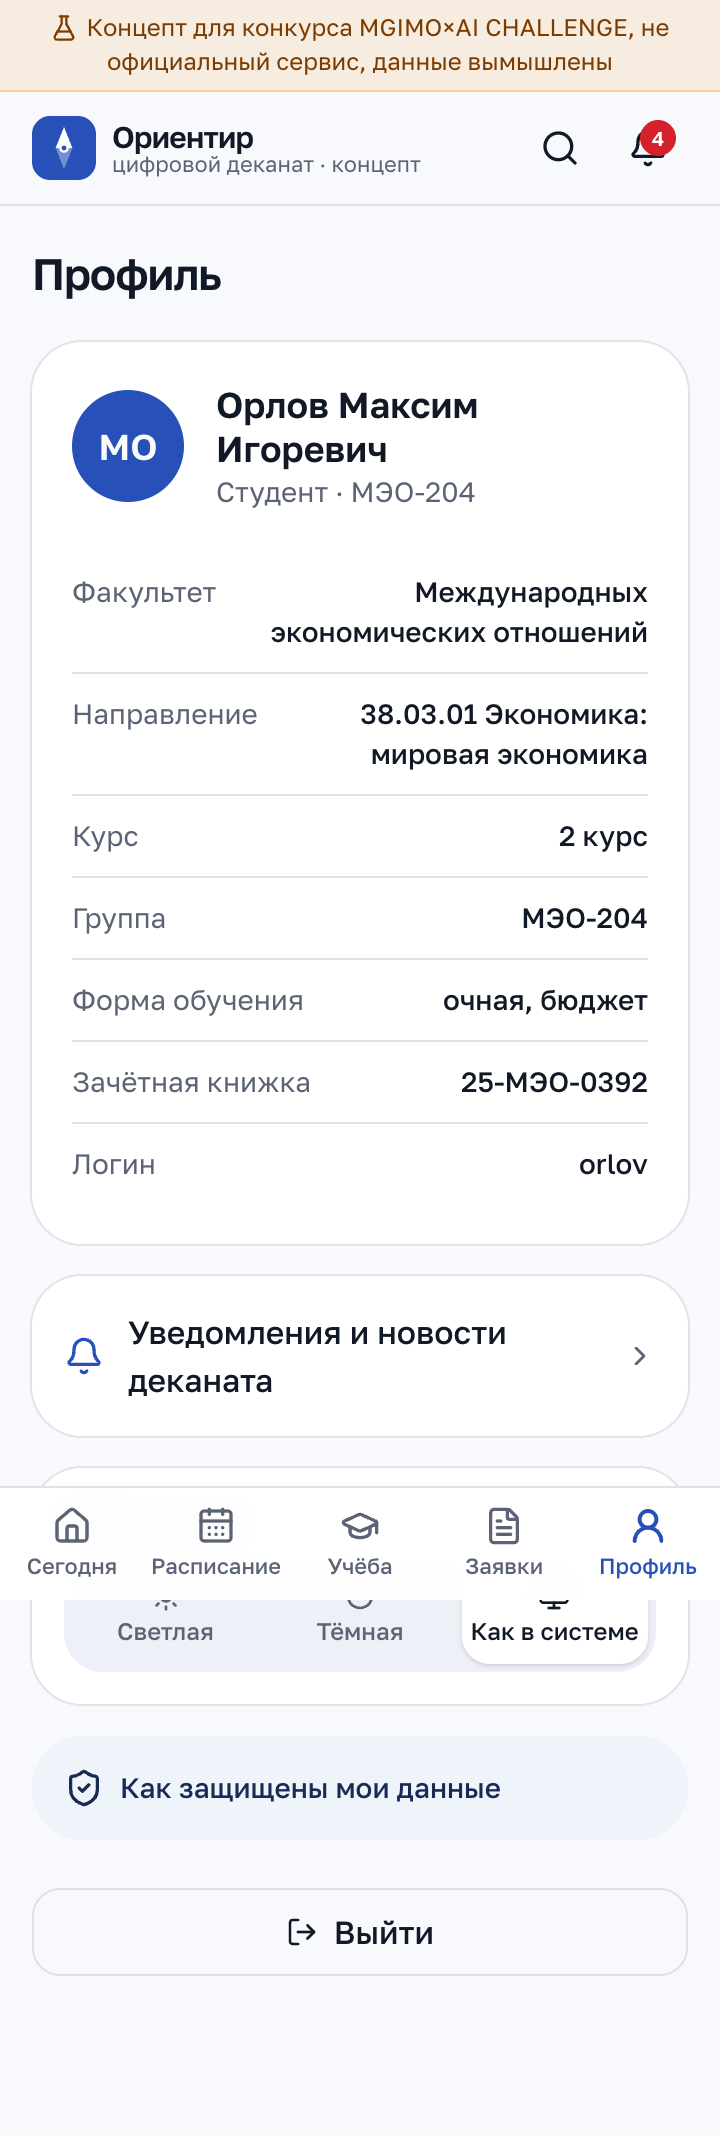 Концепт для конкурса MGIMO×AI CHALLENGE, не
официальный сервис, данные вымышлены
Ориентир
цифровой деканат · концепт
4
Профиль
МО
Орлов Максим
Игоревич
Студент · МЭО-204
Факультет
Международных
экономических отношений
Направление
38.03.01 Экономика:
мировая экономика
Курс
2 курс
Группа
МЭО-204
Форма обучения
очная, бюджет
Зачётная книжка
25-МЭО-0392
Логин
orlov
Уведомления и новости
деканата
Сегодня
Расписание
Учёба
Заявки
Профиль
Светлая
Тёмная
Как в системе
Как защищены мои данные
Выйти